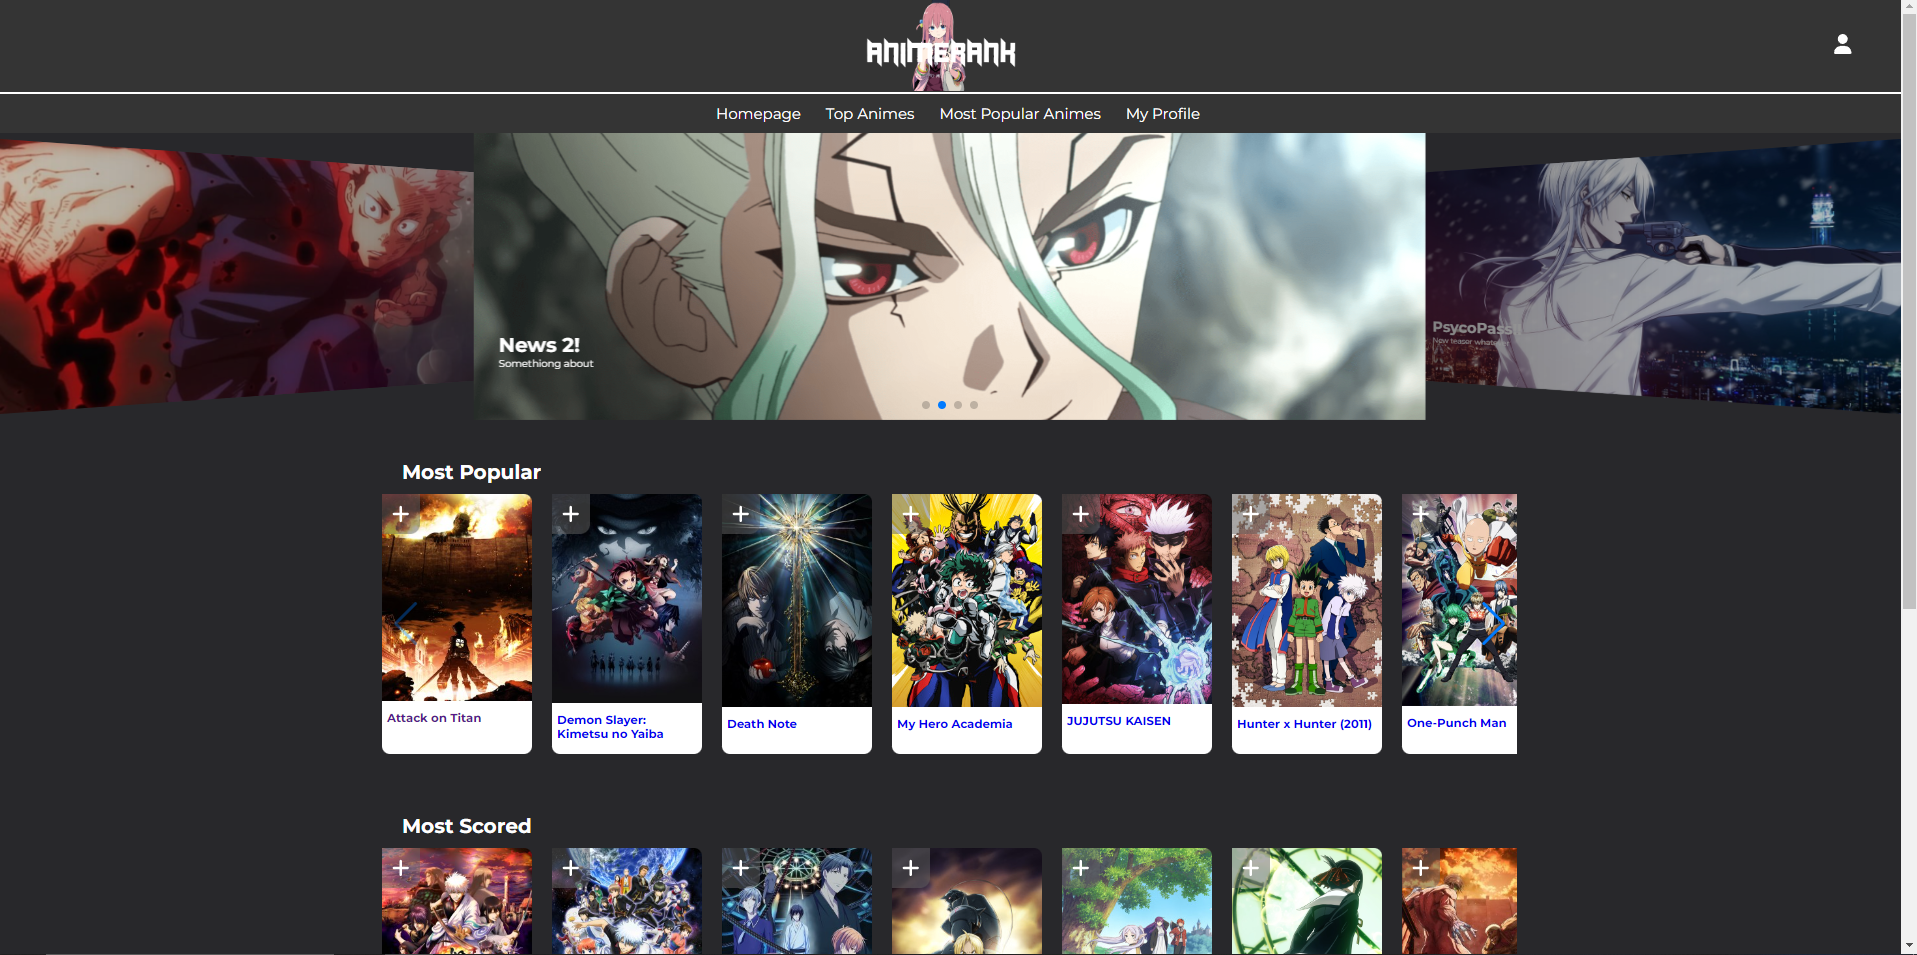 ANIMERANK
Homepage Top Animes Most Popular Animes My Profile
News 2!
Somethiong about
PsycoPass!
New teaser whatever
Most Popular
Attack on Titan
Demon Slayer:
Kimetsu no Yaiba
Death Note
My Hero Academia
JUJUTSU KAISEN
Hunter x Hunter (2011)
One-Punch Man
Most Scored